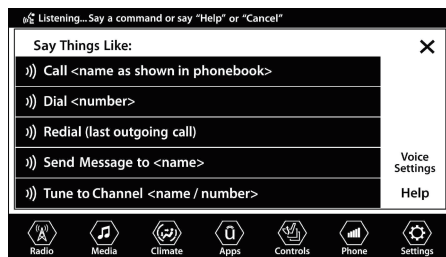 Listening... Say a command or say “Help” or “Cancel”
Say Things Like:
Call <name as shown in phonebook>
Dial <number>
Redial (last outgoing call)
Send Message to <name>
Tune to Channel <name / number>
Voice
Settings
Help
Radio Media Climate Apps Controls Phone Settings